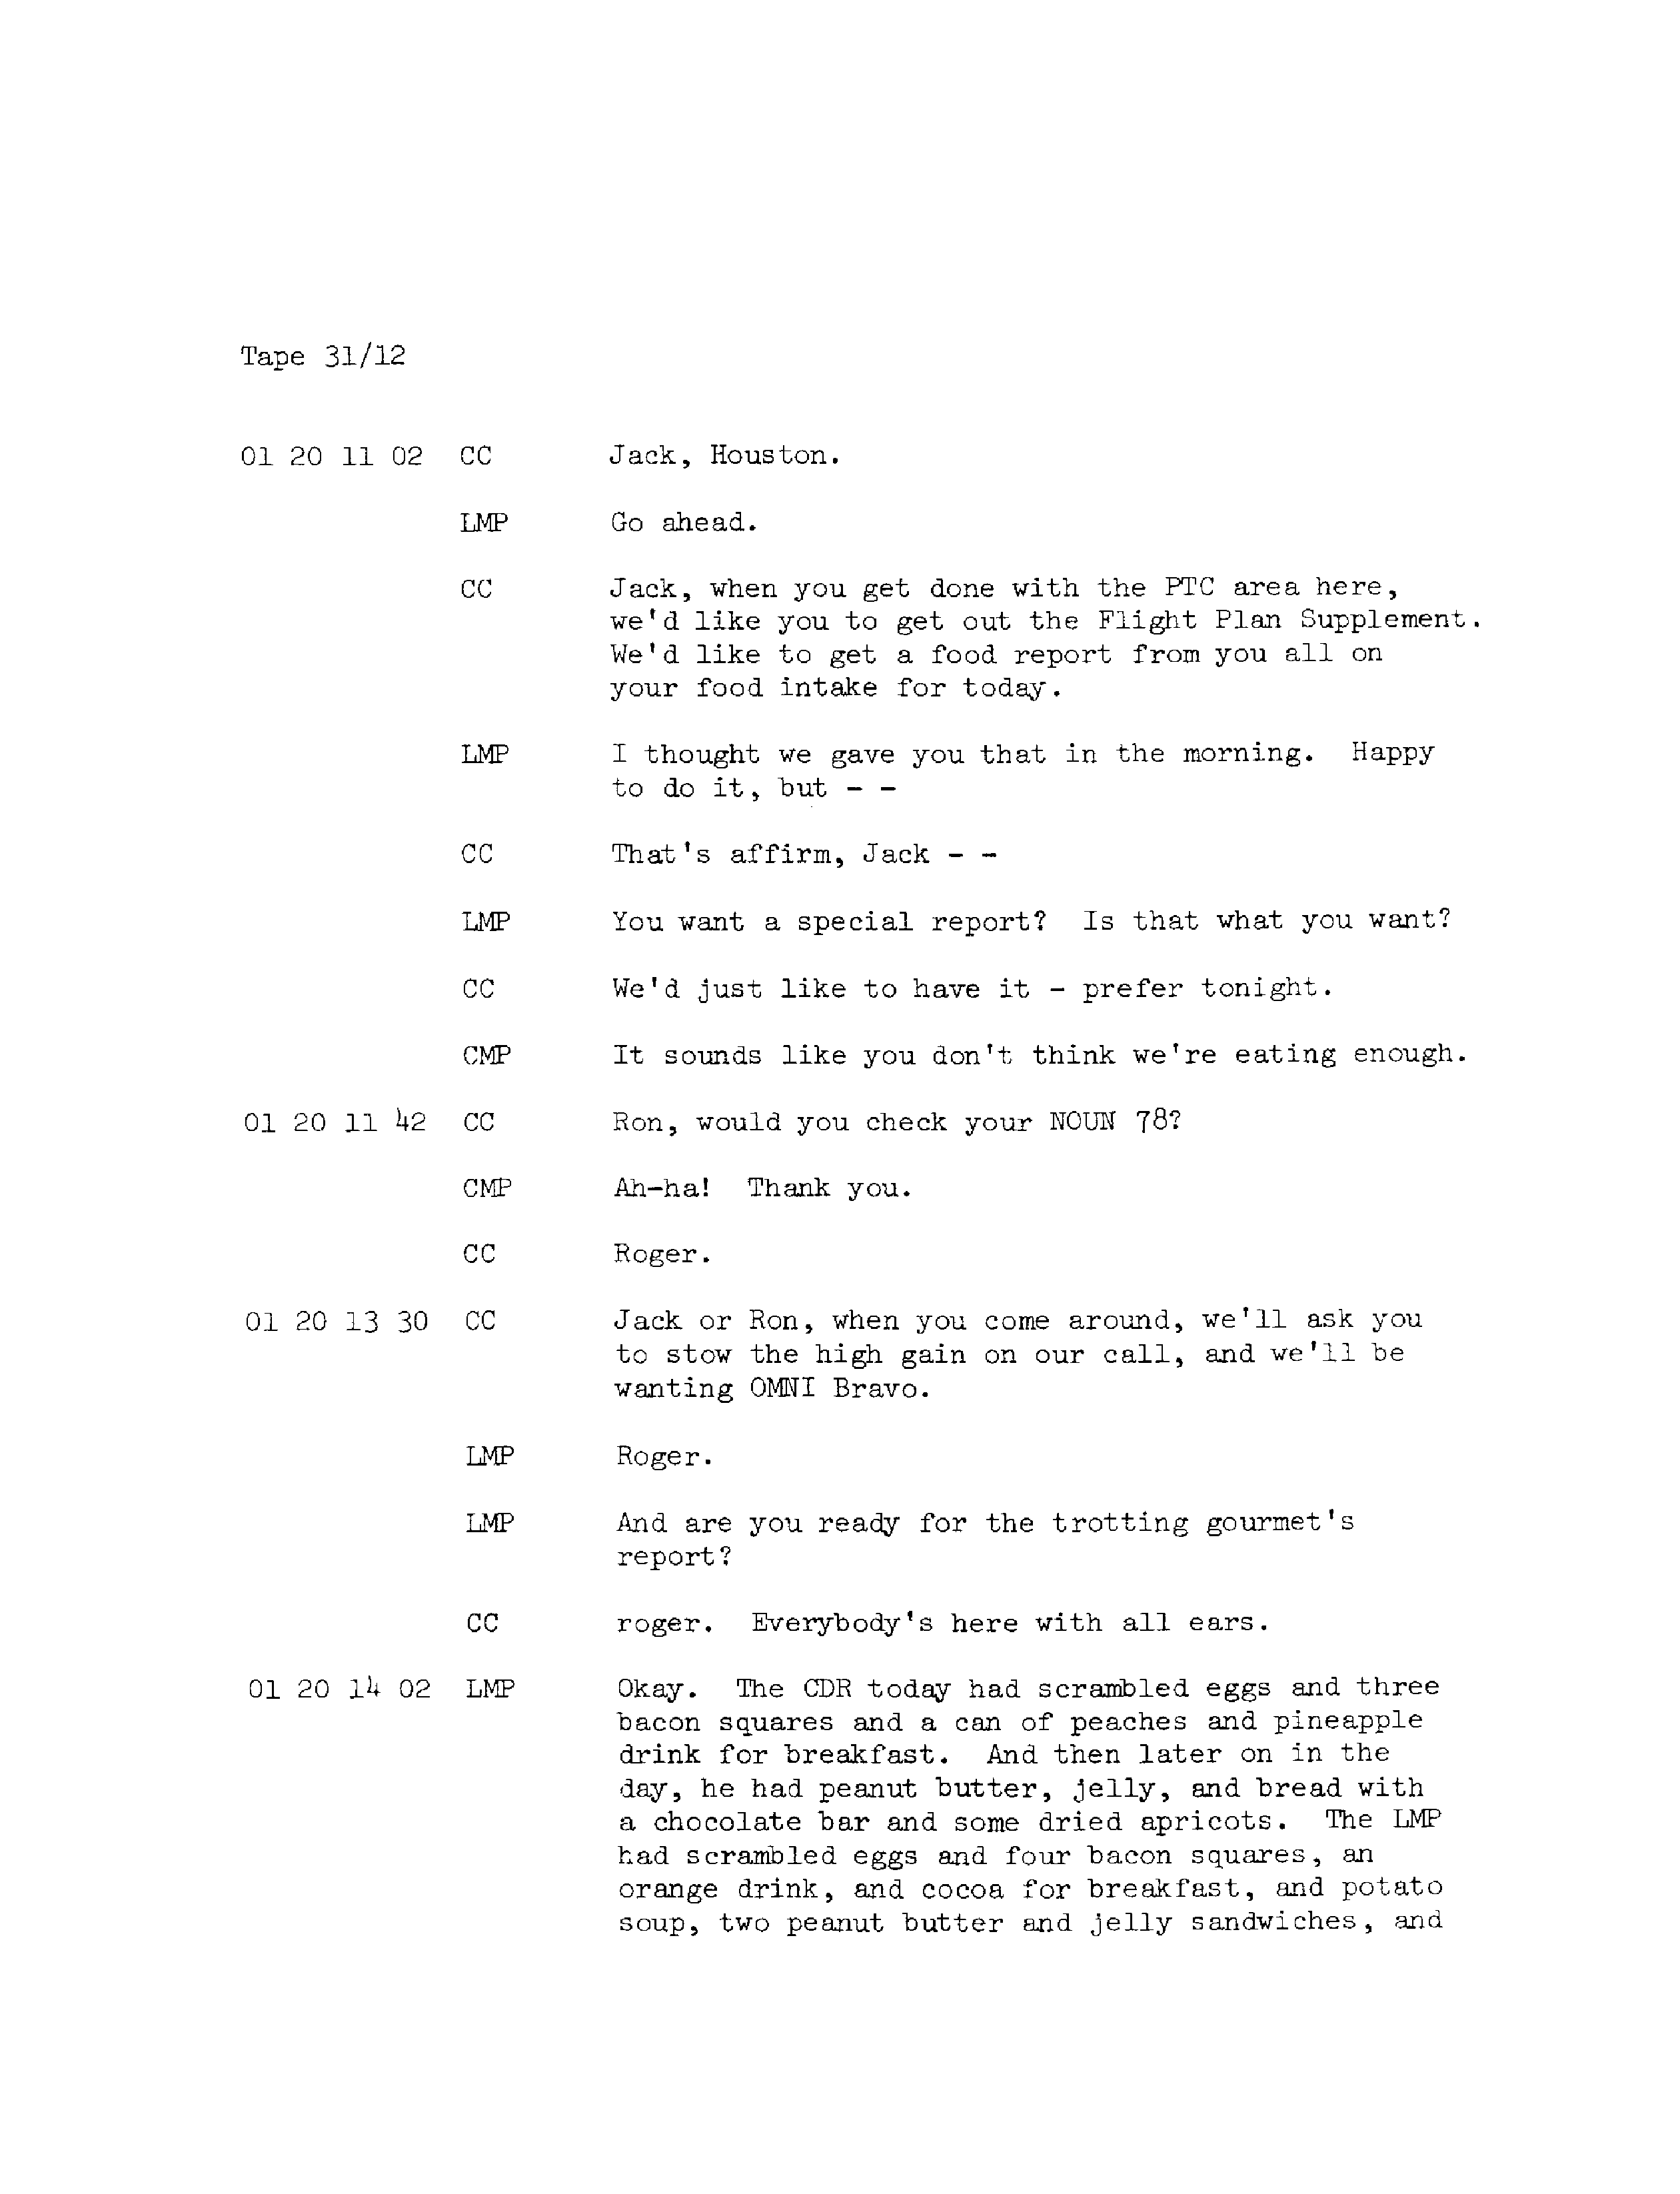 Tape 31/12
01 20 11 02 CC Jack, Houston.
LMP Go ahead.
CC Jack, when you get done with the PTC area here,
we'd like you to get out the Flight Plan Supplement.
We'd like to get a food report from you all on
your food intake for today.
LMP I thought we gave you that in the morning. Happy
to do it, but - -
CC That's affirm, Jack - -
LMP You want a special report? Is that what you want?
CC We'd just like to have it - prefer tonight.
CMP It sounds like you don't think we're eating enough.
01 20 11 42 CC Ron, would you check your NOUN 78?
CMP Ah-ha! Thank you.
CC Roger.
01 20 13 30 CC Jack or Ron, when you come around, we'll ask you
to stow the high gain on our call, and we'll be
wanting OMNI Bravo.
LMP Roger.
LMP And are you ready for the trotting gourmet's
report?
CC roger. Everybody's here with all ears.
01 20 14 02 LMP Okay. The CDR today had scrambled eggs and three
bacon squares and a can of peaches and pineapple
drink for breakfast. And then later on in the
day, he had peanut butter, jelly, and bread with
a chocolate bar and some dried apricots. The LMP
had scrambled eggs and four bacon squares, an
orange drink, and cocoa for breakfast, and potato
soup, two peanut butter and jelly sandwiches, and